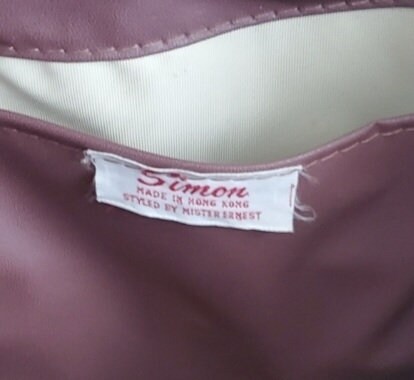 Simon
MADE IN HONG KONG
STYLED BY MISTER ERNEST